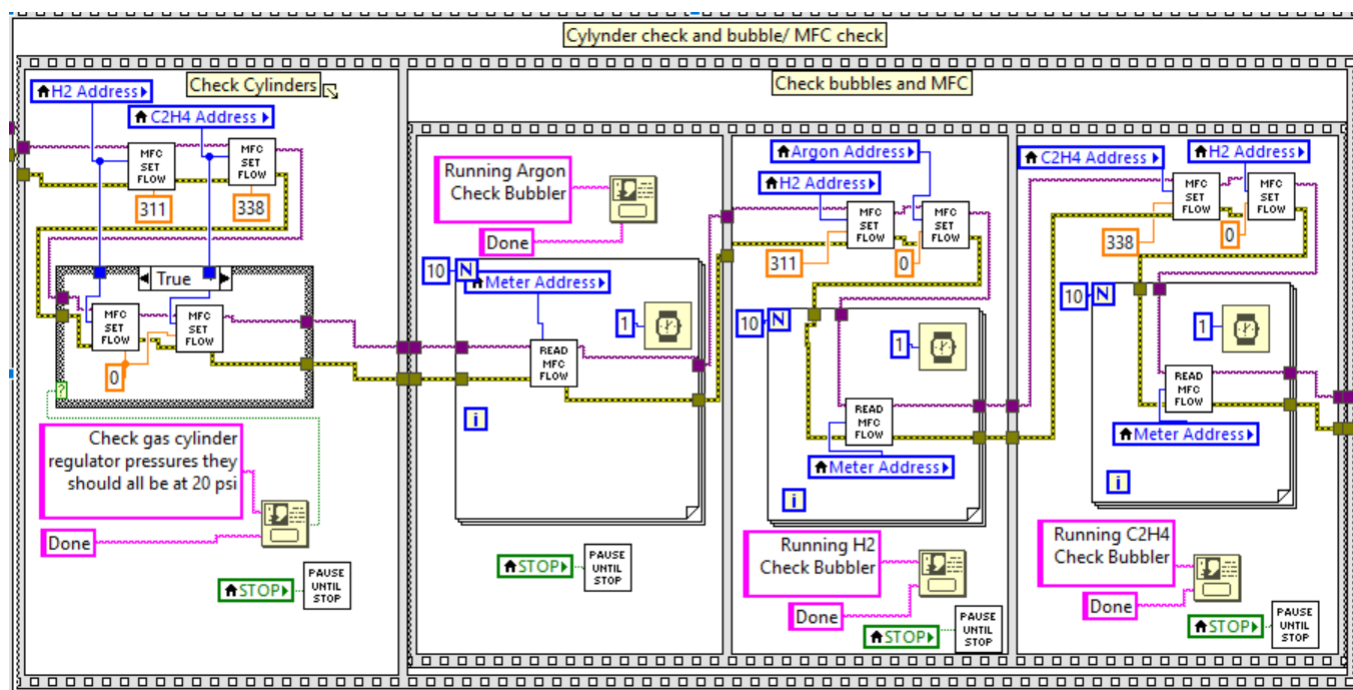 Cylynder check and bubble/ MFC check
Check Cylinders
H2 Address
C2H4 Address
MFC
SET
FLOW
MFC
SET
FLOW
311
338
True
MFC
SET
FLOW
MFC
SET
FLOW
0
?
Check gas cylinder
regulator pressures they
should all be at 20 psi
Done
STOP
PAUSE
UNTIL
STOP
Check bubbles and MFC
Running Argon
Check Bubbler
Done
10
N
Meter Address
1
READ
MFC
FLOW
i
STOP
PAUSE
UNTIL
STOP
Argon Address
H2 Address
MFC
SET
FLOW
MFC
SET
FLOW
311
0
10
N
1
READ
MFC
FLOW
Meter Address
i
Running H2
Check Bubbler
Done
STOP
PAUSE
UNTIL
STOP
C2H4 Address
H2 Address
MFC
SET
FLOW
MFC
SET
FLOW
338
0
10
N
1
READ
MFC
FLOW
Meter Address
i
Running C2H4
Check Bubbler
Done
STOP
PAUSE
UNTIL
STOP